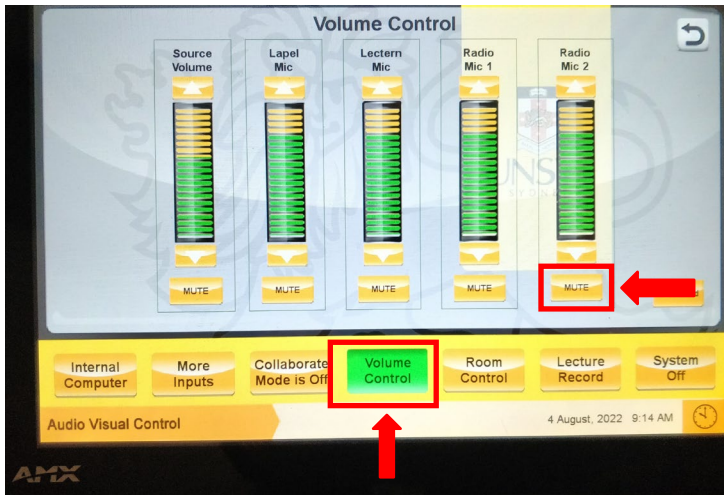 Volume Control
Source
Volume
Lapel
Mic
Lectern
Mic
Radio
Mic 1
Radio
Mic 2
UNSW
SYDNEY
MUTE
MUTE
MUTE
MUTE
MUTE
Internal
Computer
More
Inputs
Collaborate
Mode is Off
Volume
Control
Room
Control
Lecture
Record
System
Off
Audio Visual Control
4 August, 2022 9:14 AM
AMX